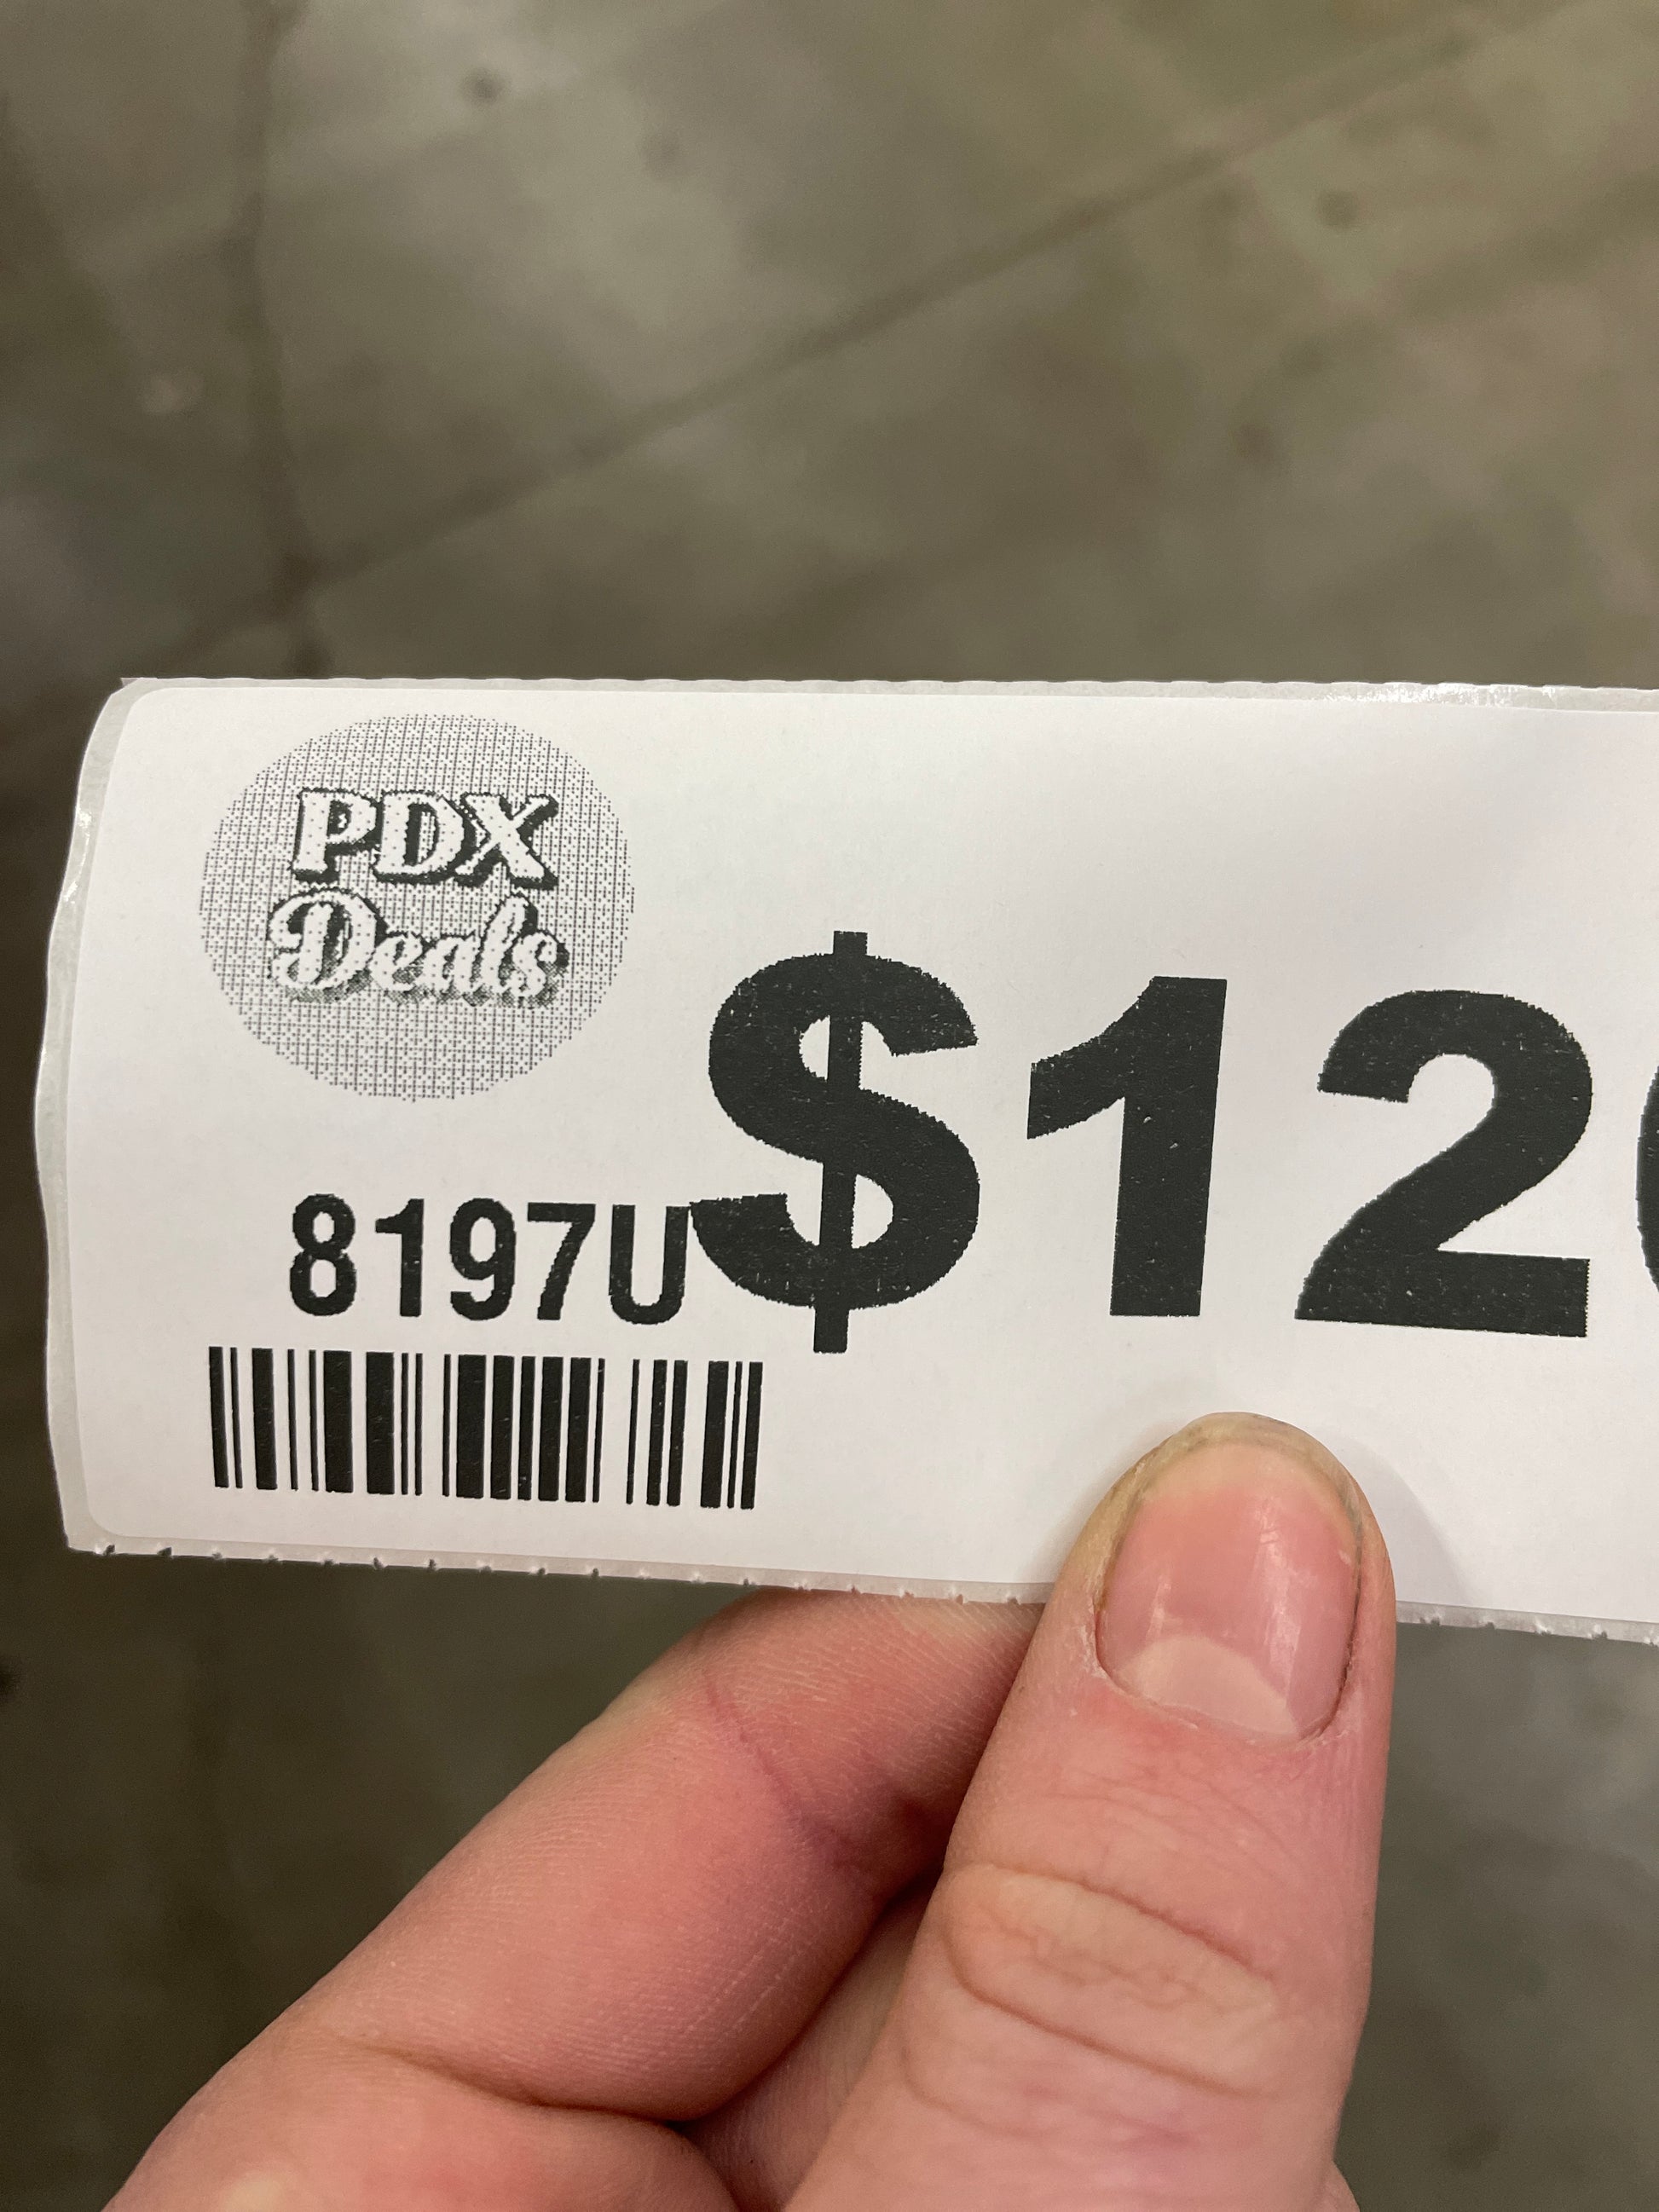 PDX
Deals
$12
8197U